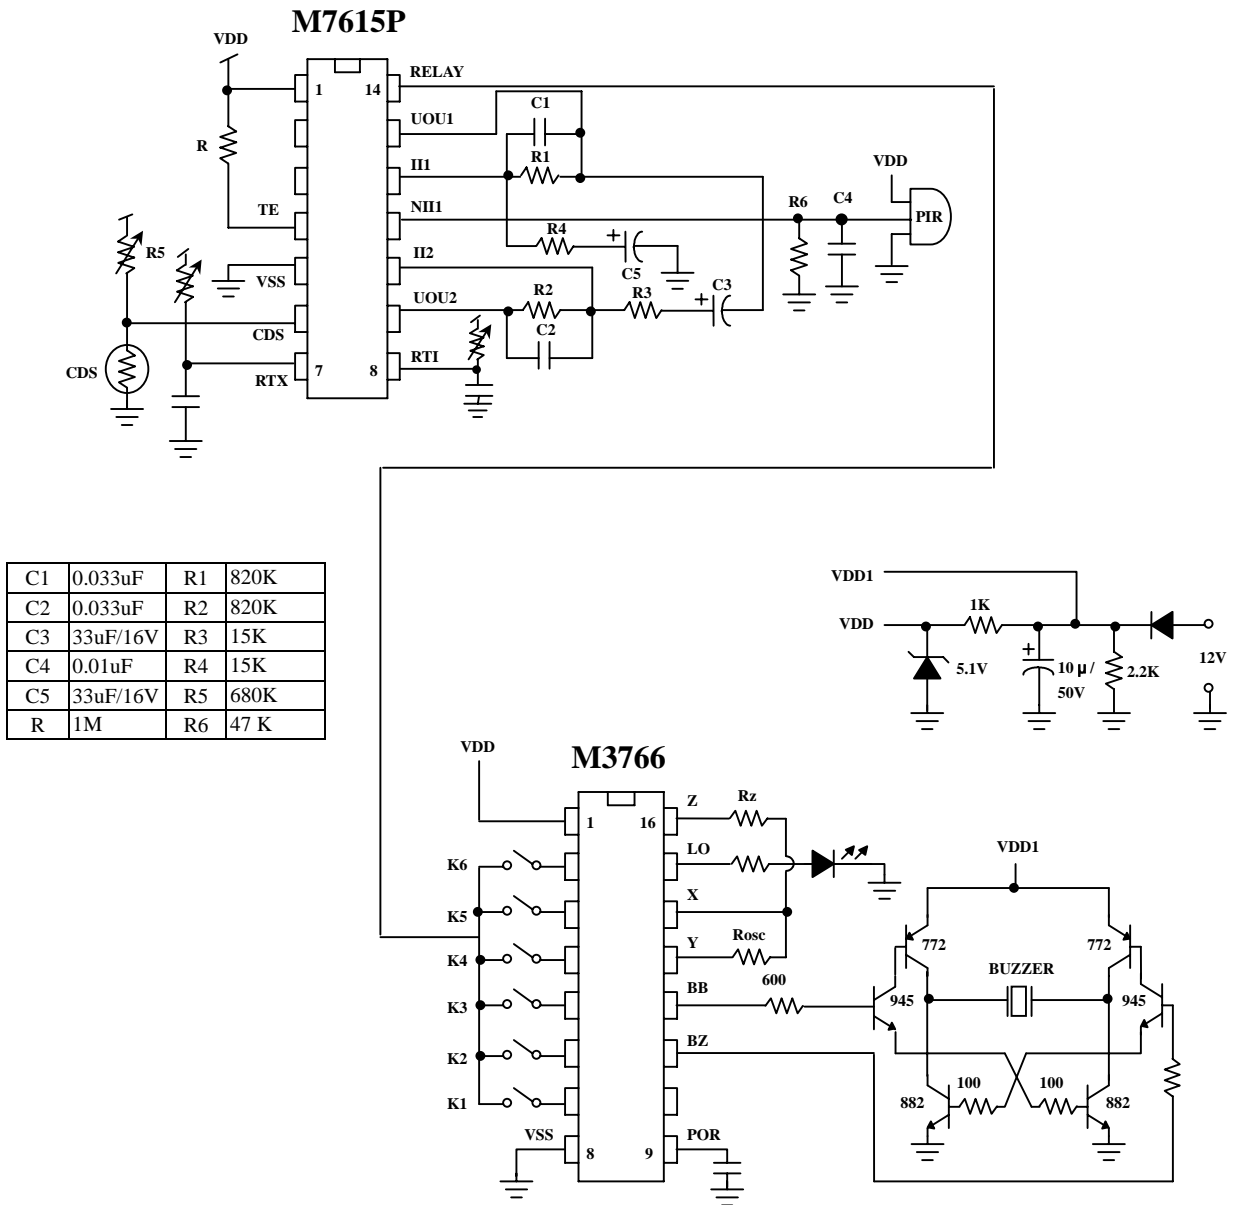 M7615P
VDD
RELAY
1
14
C1
UOU1
R
R1
II1
VDD
R6
C4
TE
NII1
PIR
R4
R5
II2
C5
VSS
R2
R3
C3
UOU2
CDS
C2
RTI
CDS
RTX
7
8
C1 0.033uF R1 820K
C2 0.033uF R2 820K
C3 33uF/16V R3 15K
C4 0.01uF R4 15K
C5 33uF/16V R5 680K
R 1M R6 47 K
VDD1
1K
VDD
5.1V
10 μ /
50V
2.2K
12V
VDD
M3766
1
16
Z
Rz
K6
LO
VDD1
K5
X
K4
Y
Rosc
772
772
BUZZER
600
K3
BB
945
945
K2
BZ
100
100
K1
882
882
VSS
8
9
POR